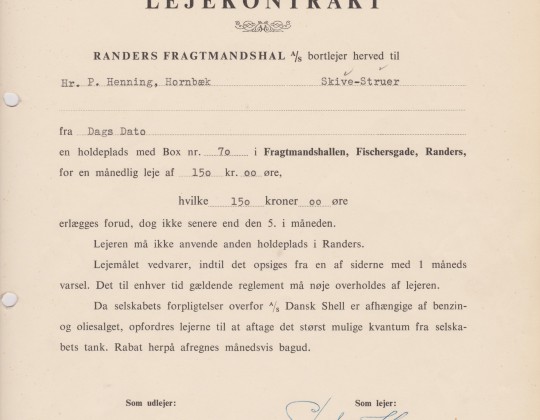 LEJEKONTRAKT
RANDERS FRAGTMANDSHAL A/S bortlejer herved til
Hr. P. Henning, Hornbæk Skive-Struer
fra Dags Dato
en holdeplads med Box nr. 70 i Fragtmandshallen, Fischersgade, Randers,
for en månedlig leje af 150 kr. oo øre,
hvilke 150 kroner oo øre
erlægges forud, dog ikke senere end den 5. i måneden.
Lejeren må ikke anvende anden holdeplads i Randers.
Lejemålet vedvarer, indtil det opsiges fra en af siderne med 1 måneds
varsel. Det til enhver tid gældende reglement må nøje overholdes af lejeren.
Da selskabets forpligtelser overfor A/S Dansk Shell er afhængige af benzin-
og oliesalget, opfordres lejerne til at aftage det størst mulige kvantum fra selska-
bets tank. Rabat herpå afregnes månedsvis bagud.
Som udlejer: Som lejer: